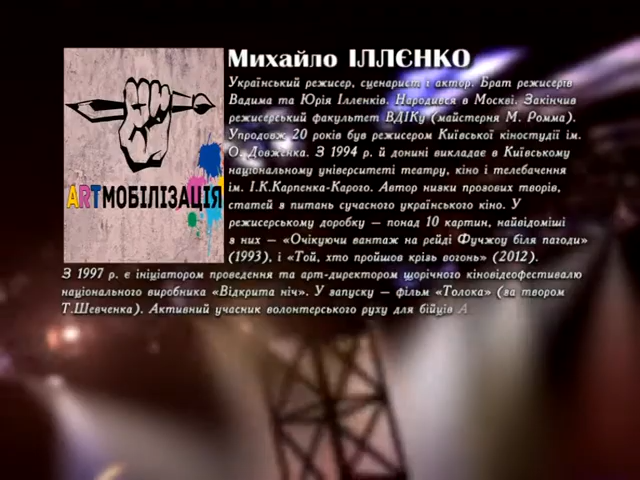 Михайло ІЛЛЄНКО
Український режисер, сценарист і актор. Брат режисерів
Вадима та Юрія Іллєнків. Народився в Москві. Закінчив
режисерський факультет ВДІКу (майстерня М. Ромма).
Упродовж 20 років був режисером Київської кіностудії ім.
О. Довженка. З 1994 р. й донині викладає в Київському
національному університеті театру, кіно і телебачення
ім. І.К.Карпенка-Карого. Автор низки прозових творів,
статей з питань сучасного українського кіно. У
режисерському доробку – понад 10 картин, найвідоміші
з них – «Очікуючи вантаж на рейді Фучжоу біля пагоди»
(1993), і «Той, хто пройшов крізь вогонь» (2012).
З 1997 р. є ініціатором проведення та арт-директором щорічного кіновідеофестивалю
національного виробника «Відкрита ніч». У запуску – фільм «Толока» (за твором
Т.Шевченка). Активний учасник волонтерського руху для бійців А
ARTМОБІЛІЗАЦІЯ